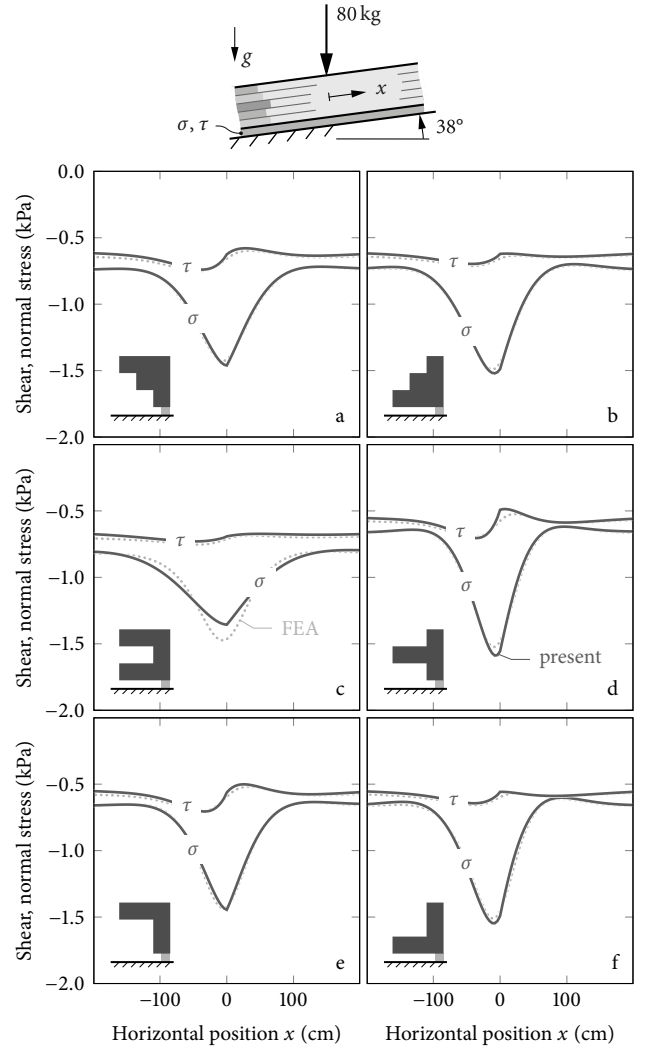 80 kg
g
x
σ, τ
38°
Shear, normal stress (kPa)
0.0
−0.5
−1.0
−1.5
−2.0
τ
σ
a
τ
σ
b
Shear, normal stress (kPa)
−0.5
−1.0
−1.5
−2.0
τ
σ
FEA
c
τ
σ
present
d
Shear, normal stress (kPa)
−0.5
−1.0
−1.5
−2.0
τ
σ
e
τ
σ
f
−100 0 100
−100 0 100
Horizontal position x (cm)
Horizontal position x (cm)